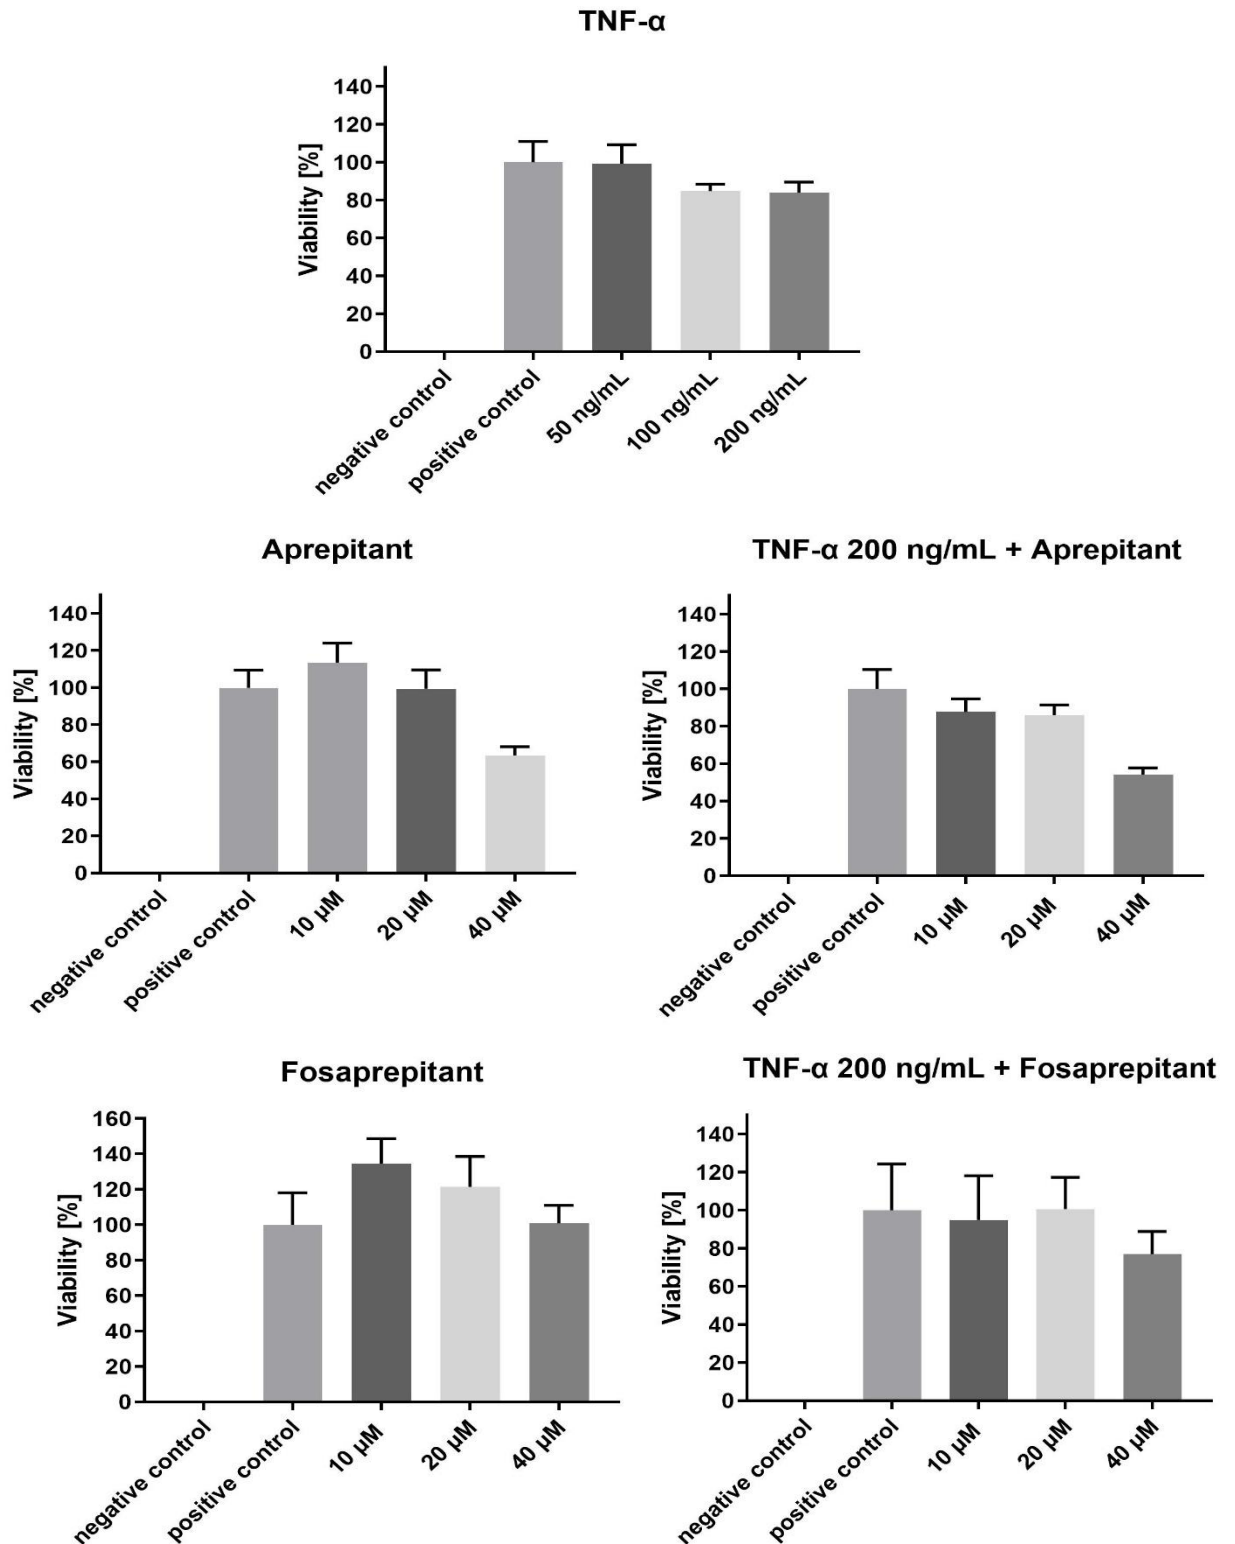 TNF-α
Viability [%]
140
120
100
80
60
40
20
0
negative control
positive control
50 ng/mL
100 ng/mL
200 ng/mL
Aprepitant
Viability [%]
140
120
100
80
60
40
20
0
negative control
positive control
10 µM
20 µM
40 µM
TNF-α 200 ng/mL + Aprepitant
Viability [%]
140
120
100
80
60
40
20
0
negative control
positive control
10 µM
20 µM
40 µM
Fosaprepitant
Viability [%]
160
140
120
100
80
60
40
20
0
negative control
positive control
10 µM
20 µM
40 µM
TNF-α 200 ng/mL + Fosaprepitant
Viability [%]
140
120
100
80
60
40
20
0
negative control
positive control
10 µM
20 µM
40 µM